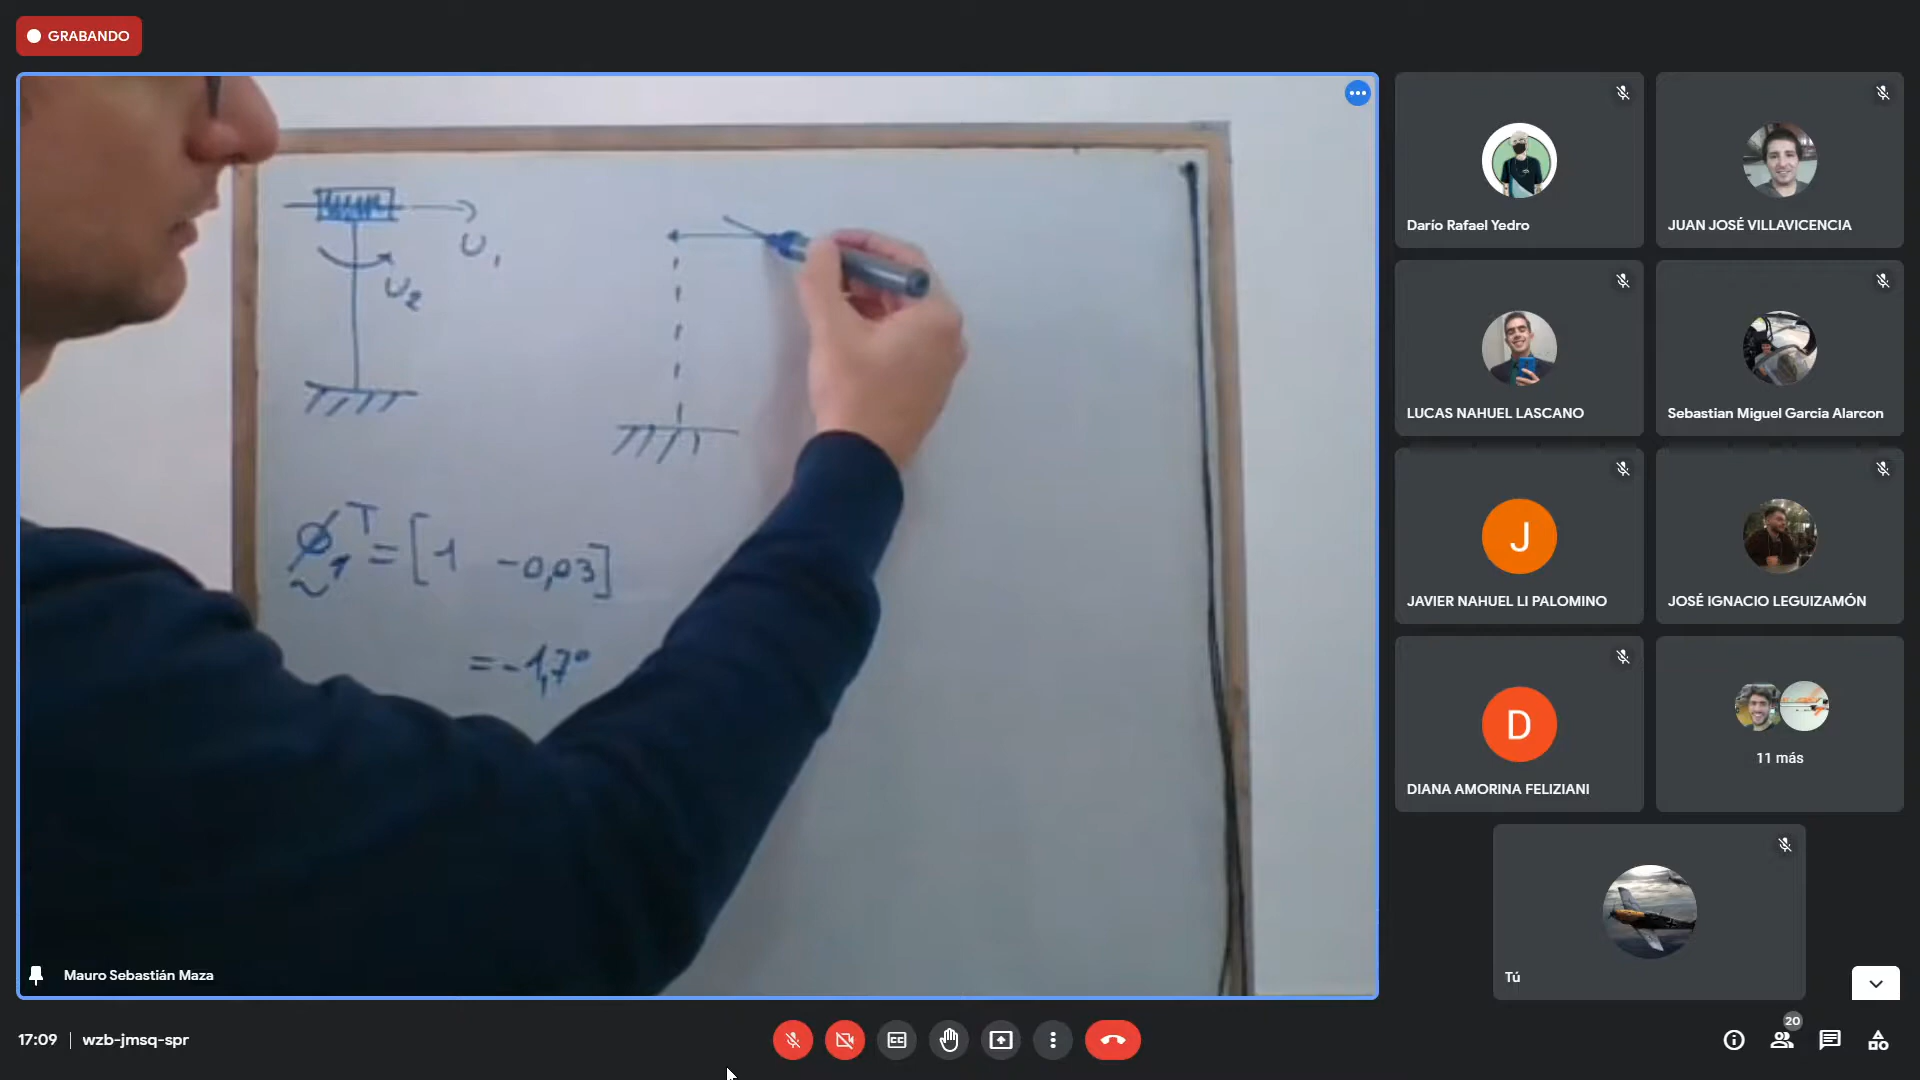 GRABANDO
U1
U2
ϕ1^T = [1 -0,03]
= -1,7°
Mauro Sebastián Maza
Darío Rafael Yedro
JUAN JOSÉ VILLAVICENCIA
LUCAS NAHUEL LASCANO
Sebastian Miguel Garcia Alarcon
J
JAVIER NAHUEL LI PALOMINO
JOSÉ IGNACIO LEGUIZAMÓN
D
DIANA AMORINA FELIZIANI
11 más
Tú
17:09 | wzb-jmsq-spr
20